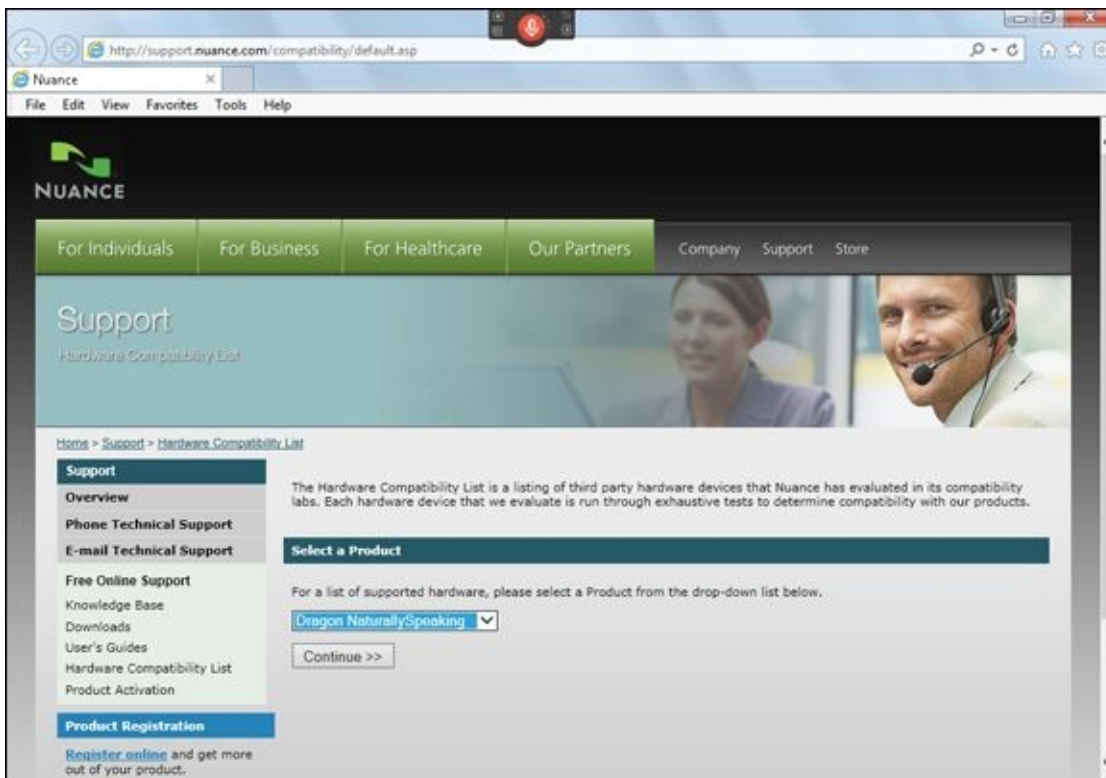 http://support.nuance.com/compatibility/default.asp
Nuance
File Edit View Favorites Tools Help
NUANCE
For Individuals For Business For Healthcare Our Partners Company Support Store
Support
Hardware Compatibility List
Home > Support > Hardware Compatibility List
Support
Overview
Phone Technical Support
E-mail Technical Support
Free Online Support
Knowledge Base
Downloads
User's Guides
Hardware Compatibility List
Product Activation
Product Registration
Register online and get more
out of your product.
The Hardware Compatibility List is a listing of third party hardware devices that Nuance has evaluated in its compatibility
labs. Each hardware device that we evaluate is run through exhaustive tests to determine compatibility with our products.
Select a Product
For a list of supported hardware, please select a Product from the drop-down list below.
Dragon NaturallySpeaking
Continue >>